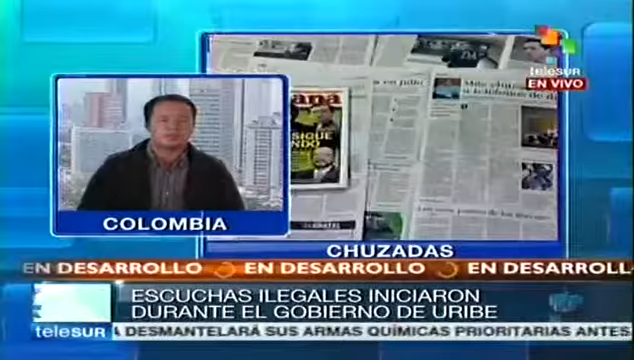 telesur
EN VIVO
COLOMBIA
CHUZADAS
EN DESARROLLO EN DESARROLLO EN DESARROLL
ESCUCHAS ILEGALES INICIARON
DURANTE EL GOBIERNO DE URIBE
telesur A DESMANTELARÁ SUS ARMAS QUÍMICAS PRIORITARIAS ANTES